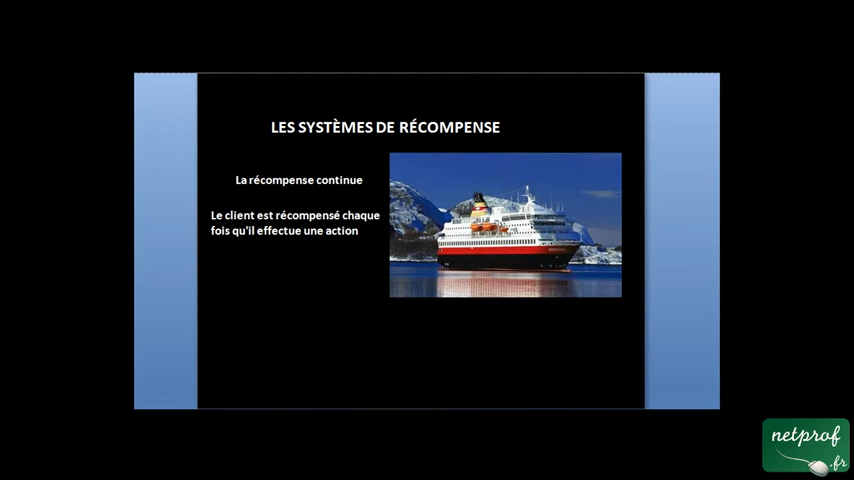 LES SYSTÈMES DE RÉCOMPENSE
La récompense continue
Le client est récompensé chaque
fois qu'il effectue une action
netprof
.fr